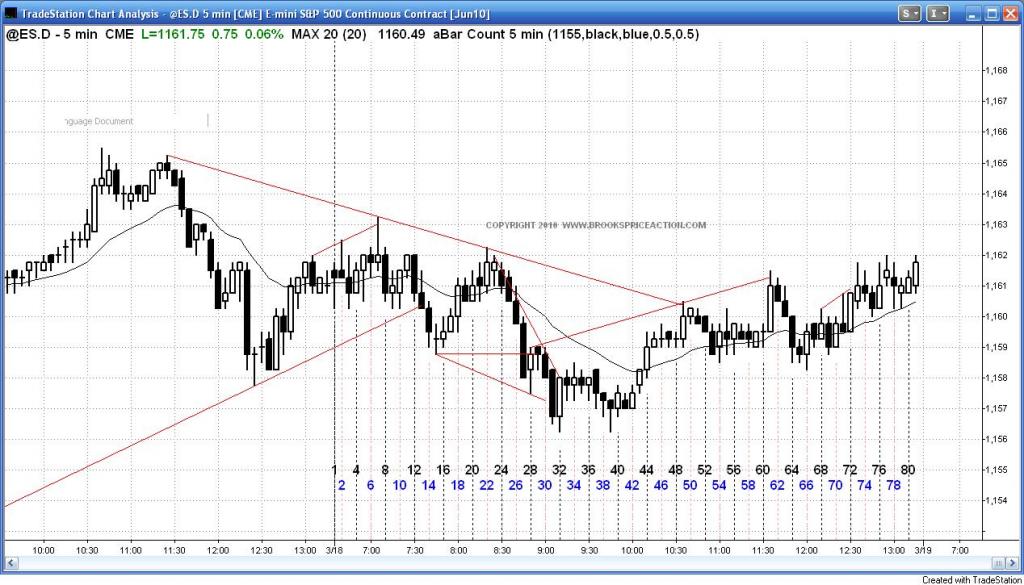 TradeStation Chart Analysis - @ES.D 5 min [CME] E-mini S&P 500 Continuous Contract [Jun10]
S I
@ES.D - 5 min CME L=1161.75 0.75 0.06% MAX 20 (20) 1160.49 aBar Count 5 min (1155,black,blue,0.5,0.5)
1,168
1,167
nguage Document
1,166
1,165
1,164
COPYRIGHT 2010 WWW.BROOKSPRICEACTION.COM
1,163
1,162
1,161
1,160
1,159
1,158
1,157
1,156
1 4 8 12 16 20 24 28 32 36 40 44 48 52 56 60 64 68 72 76 80
1,155
2 6 10 14 18 22 26 30 34 38 42 46 50 54 58 62 66 70 74 78
1,154
10:00 10:30 11:00 11:30 12:00 12:30 13:00 3/18 7:00 7:30 8:00 8:30 9:00 9:30 10:00 10:30 11:00 11:30 12:00 12:30 13:00 3/19 7:00
Created with TradeStation